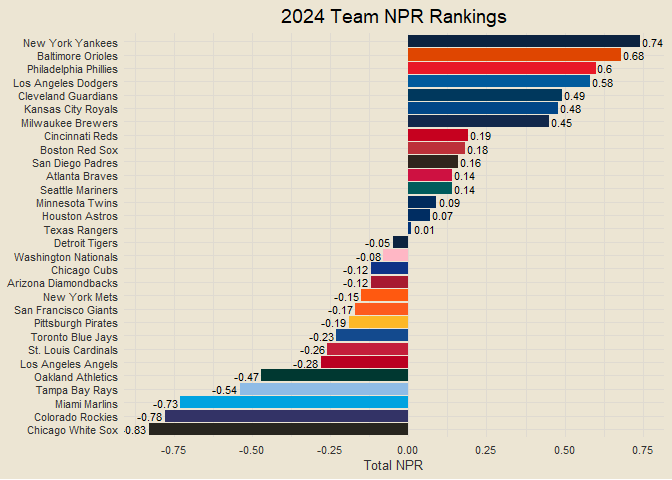 2024 Team NPR Rankings
New York Yankees 0.74
Baltimore Orioles 0.68
Philadelphia Phillies 0.6
Los Angeles Dodgers 0.58
Cleveland Guardians 0.49
Kansas City Royals 0.48
Milwaukee Brewers 0.45
Cincinnati Reds 0.19
Boston Red Sox 0.18
San Diego Padres 0.16
Atlanta Braves 0.14
Seattle Mariners 0.14
Minnesota Twins 0.09
Houston Astros 0.07
Texas Rangers 0.01
Detroit Tigers -0.05
Washington Nationals -0.08
Chicago Cubs -0.12
Arizona Diamondbacks -0.12
New York Mets -0.15
San Francisco Giants -0.17
Pittsburgh Pirates -0.19
Toronto Blue Jays -0.23
St. Louis Cardinals -0.26
Los Angeles Angels -0.28
Oakland Athletics -0.47
Tampa Bay Rays -0.54
Miami Marlins -0.73
Colorado Rockies -0.78
Chicago White Sox -0.83
-0.75 -0.50 -0.25 0.00 0.25 0.50 0.75
Total NPR